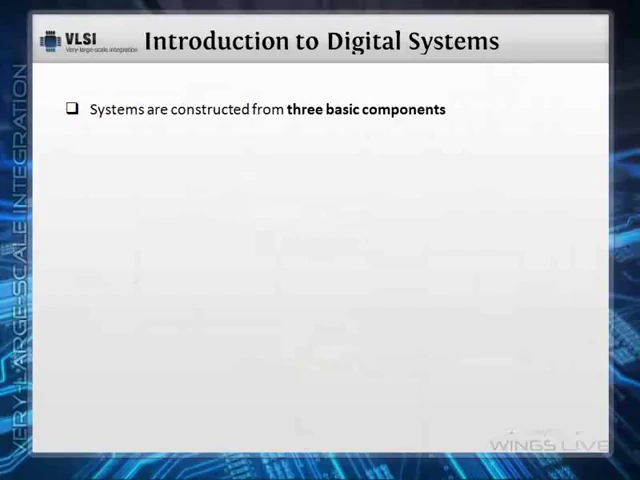 VLSI
Very-large-scale integration
Introduction to Digital Systems
Systems are constructed from three basic components
VERY-LARGE-SCALE INTEGRATION
WINGS LIVE